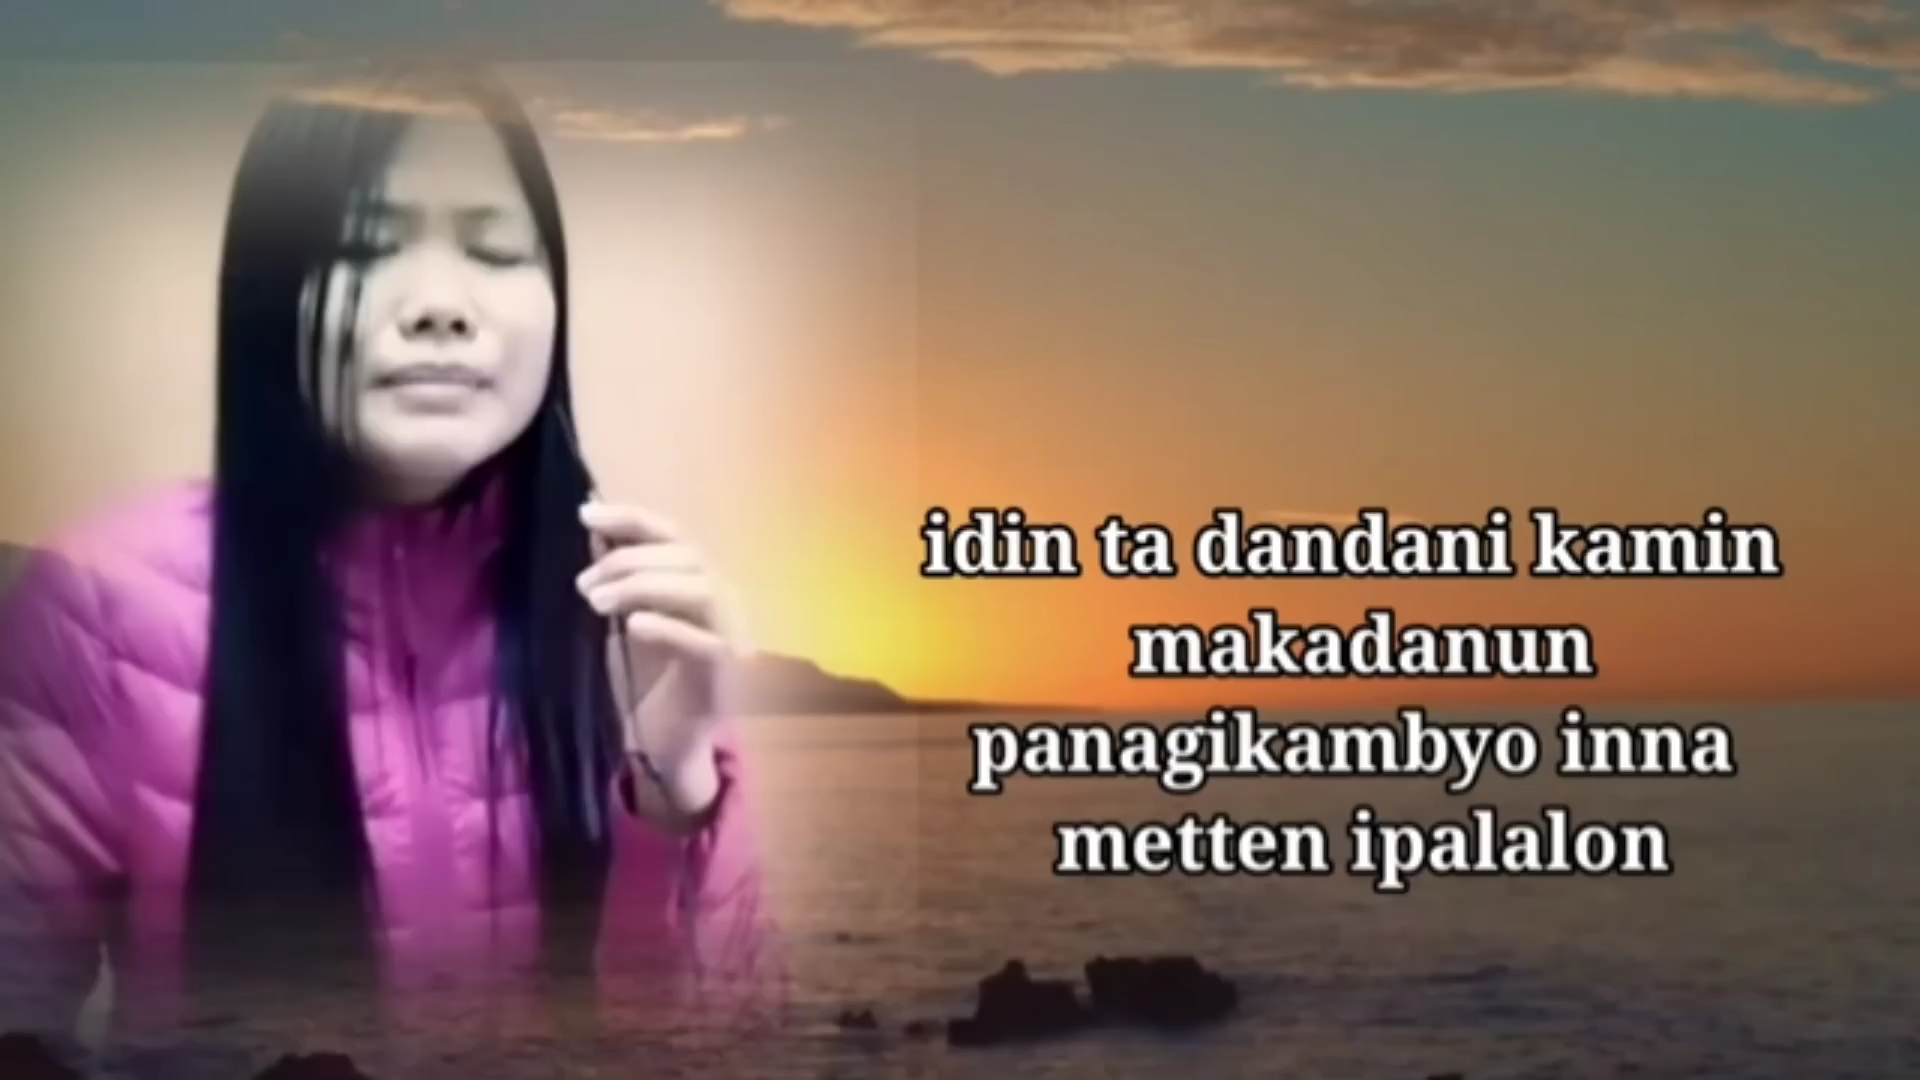 idin ta dandani kamin
makadanun
panagikambyo inna
metten ipalalon